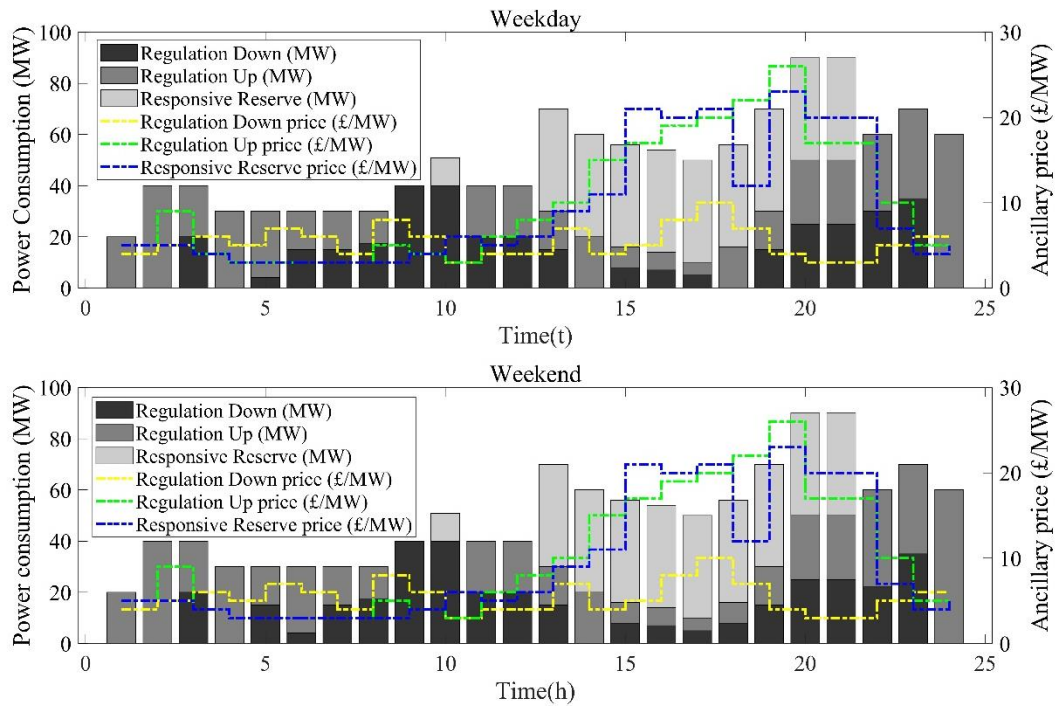 Weekday
100
80
60
40
20
0
Power Consumption (MW)
Regulation Down (MW)
Regulation Up (MW)
Responsive Reserve (MW)
Regulation Down price (£/MW)
Regulation Up price (£/MW)
Responsive Reserve price (£/MW)
30
20
10
0
Ancillary price (£/MW)
0 5 10 15 20 25
Time(t)
Weekend
100
80
60
40
20
0
Power consumption (MW)
Regulation Down (MW)
Regulation Up (MW)
Responsive Reserve (MW)
Regulation Down price (£/MW)
Regulation Up price (£/MW)
Responsive Reserve price (£/MW)
30
20
10
0
Ancillary price (£/MW)
0 5 10 15 20 25
Time(h)